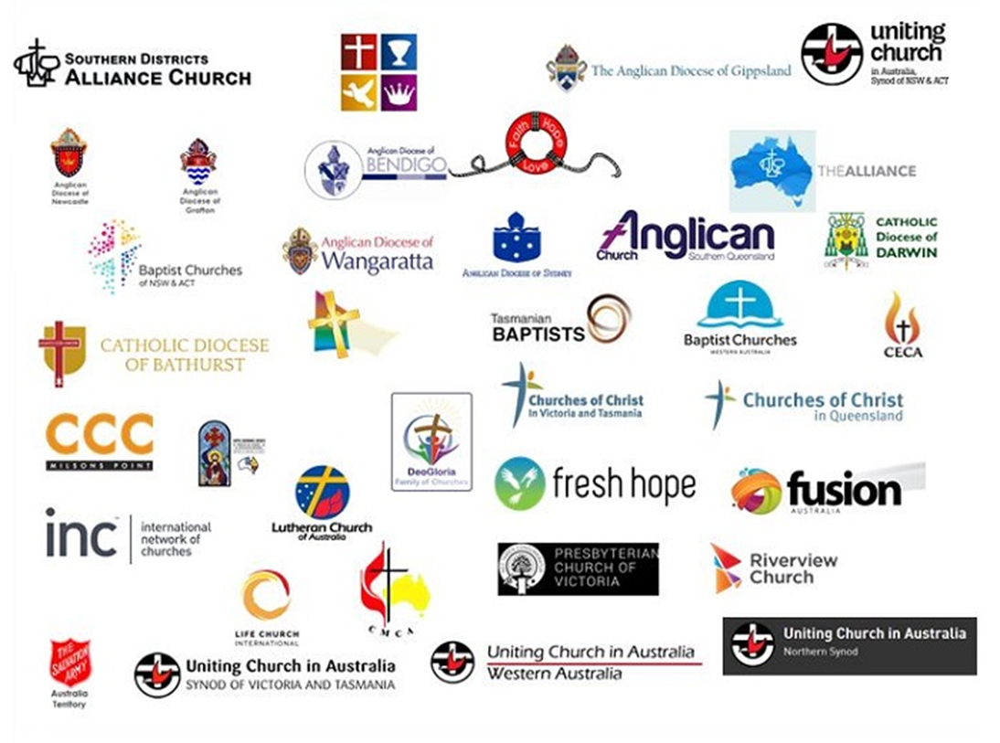 SOUTHERN DISTRICTS
ALLIANCE CHURCH
The Anglican Diocese of Gippsland
uniting
church
in Australia,
Synod of NSW & ACT
Anglican
Diocese of
Newcastle
Anglican
Diocese of
Grafton
Anglican Diocese of
BENDIGO
Faith Hope
Love
THE ALLIANCE
Baptist Churches
of NSW & ACT
Anglican Diocese of
Wangaratta
ANGLICAN DIOCESE OF SYDNEY
Anglican
Church Southern Queensland
CATHOLIC
Diocese of
DARWIN
CATHOLIC DIOCESE
OF BATHURST
Tasmanian
BAPTISTS
Baptist Churches
WESTERN AUSTRALIA
CECA
CCC
MILSONS POINT
DeoGloria
Family of Churches
Churches of Christ
In Victoria and Tasmania
Churches of Christ
in Queensland
Lutheran Church
of Australia
fresh hope
fusion
AUSTRALIA
inc™
international
network of
churches
PRESBYTERIAN
CHURCH OF
VICTORIA
Riverview
Church
LIFE CHURCH
INTERNATIONAL
CMCA
THE
SALVATION
ARMY
Australia
Territory
Uniting Church in Australia
SYNOD OF VICTORIA AND TASMANIA
Uniting Church in Australia
Western Australia
Uniting Church in Australia
Northern Synod